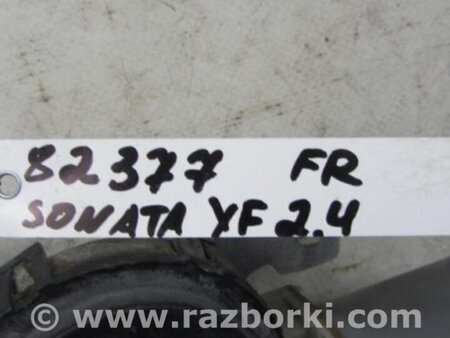 82377 FR
SONATA YF 2.4
www.razborki.com